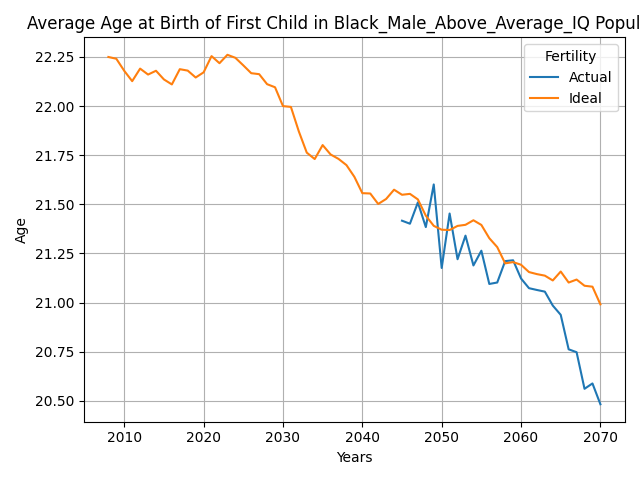 Average Age at Birth of First Child in Black_Male_Above_Average_IQ Popul
Fertility
Actual
Ideal
22.25
22.00
21.75
21.50
21.25
21.00
20.75
20.50
Age
2010 2020 2030 2040 2050 2060 2070
Years